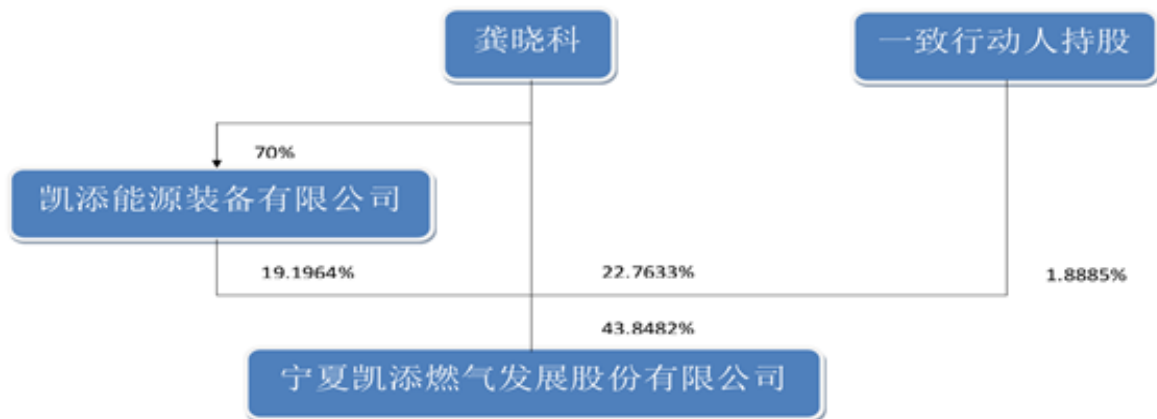 龚晓科
一致行动人持股
70%
凯添能源装备有限公司
19.1964%
22.7633%
1.8885%
43.8482%
宁夏凯添燃气发展股份有限公司